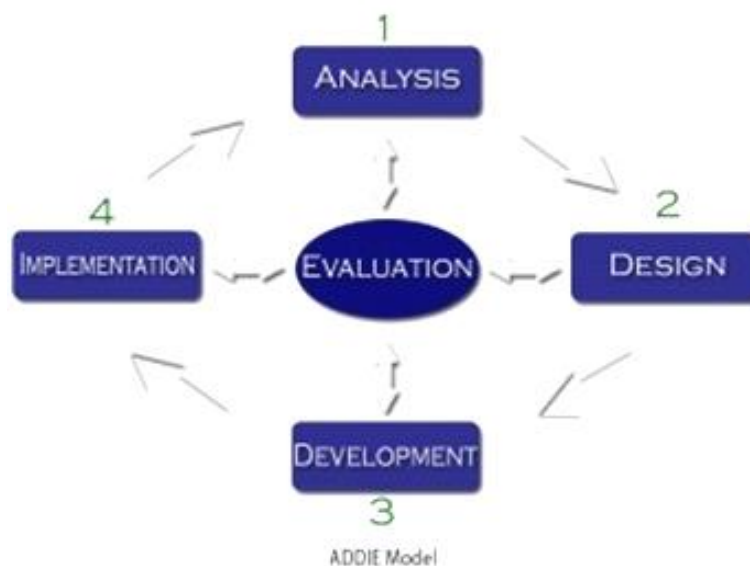 1
ANALYSIS
2
DESIGN
EVALUATION
4
IMPLEMENTATION
DEVELOPMENT
3
ADDIE Model